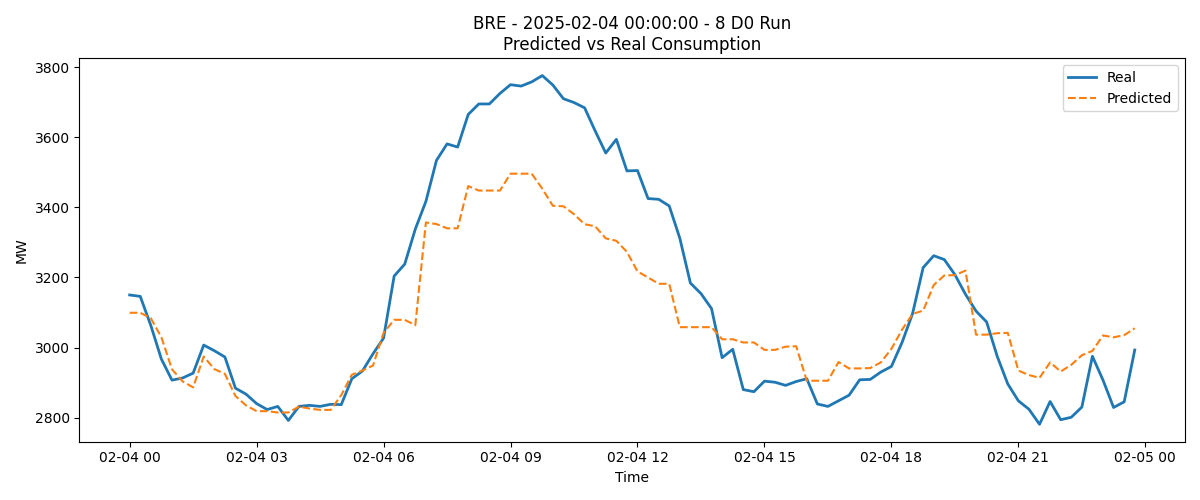 BRE - 2025-02-04 00:00:00 - 8 D0 Run
Predicted vs Real Consumption
Real
Predicted
MW
3800
3600
3400
3200
3000
2800
02-04 00
02-04 03
02-04 06
02-04 09
02-04 12
02-04 15
02-04 18
02-04 21
02-05 00
Time